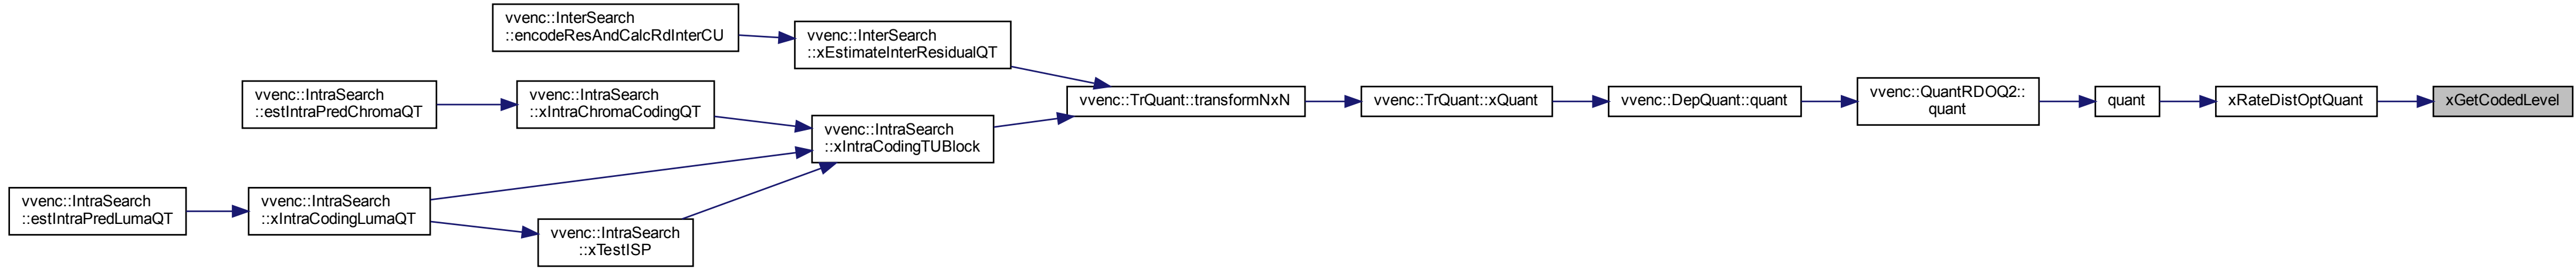 vvenc::InterSearch
::encodeResAndCalcRdInterCU
vvenc::InterSearch
::xEstimateInterResidualQT
vvenc::IntraSearch
::estIntraPredChromaQT
vvenc::IntraSearch
::xIntraChromaCodingQT
vvenc::TrQuant::transformNxN
vvenc::TrQuant::xQuant
vvenc::DepQuant::quant
vvenc::QuantRDOQ2::
quant
quant
xRateDistOptQuant
xGetCodedLevel
vvenc::IntraSearch
::xIntraCodingTUBlock
vvenc::IntraSearch
::estIntraPredLumaQT
vvenc::IntraSearch
::xIntraCodingLumaQT
vvenc::IntraSearch
::xTestISP